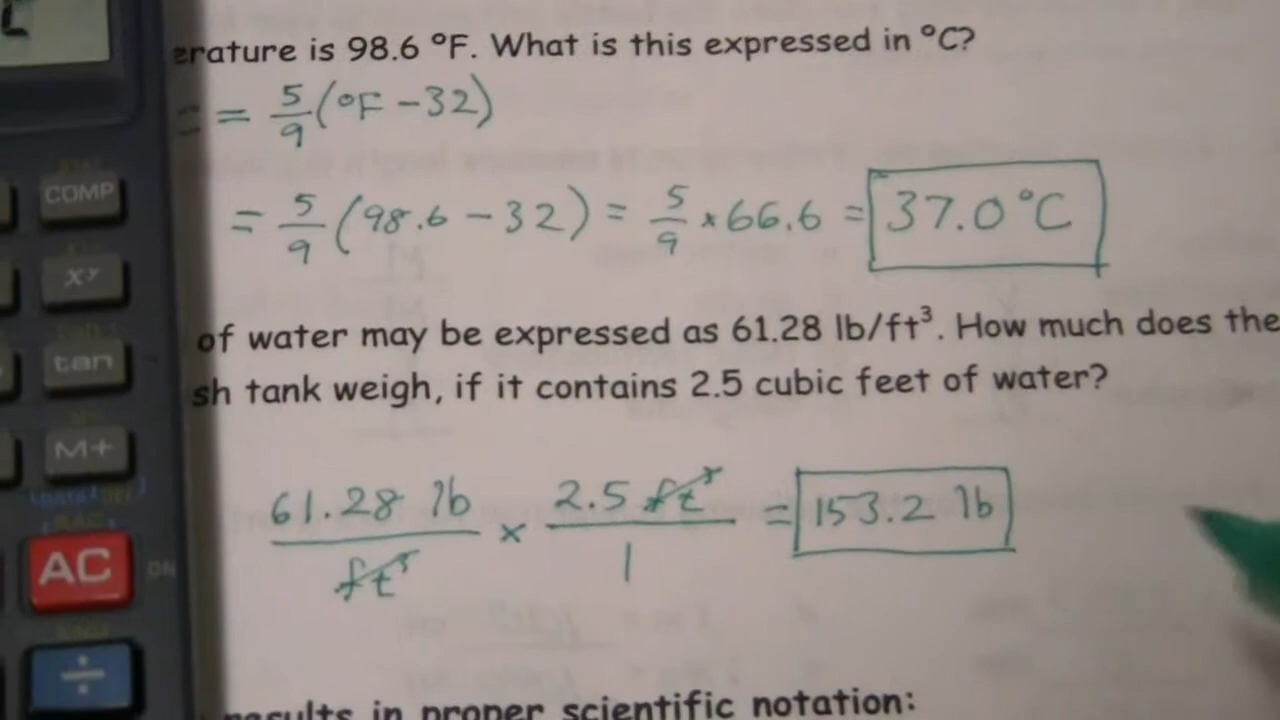 is 98.6 °F. What is this expressed in °C?
= 5/9 (°F - 32)
= 5/9 (98.6 - 32) = 5/9 × 66.6 = 37.0 °C
of water may be expressed as 61.28 lb/ft³. How much does the
tank weigh, if it contains 2.5 cubic feet of water?
61.28 lb/ft³ × 2.5 ft³/1 = 153.2 lb
results in proper scientific notation:
COMP
xʸ
tan
M+
AC
ON
÷